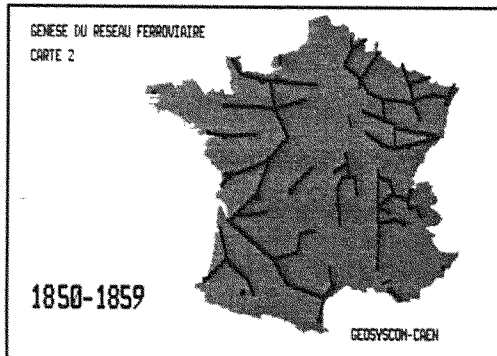 GENESE DU RESEAU FERROVIAIRE
CARTE 2
1850-1859
GEOSYSCOM-CAEN